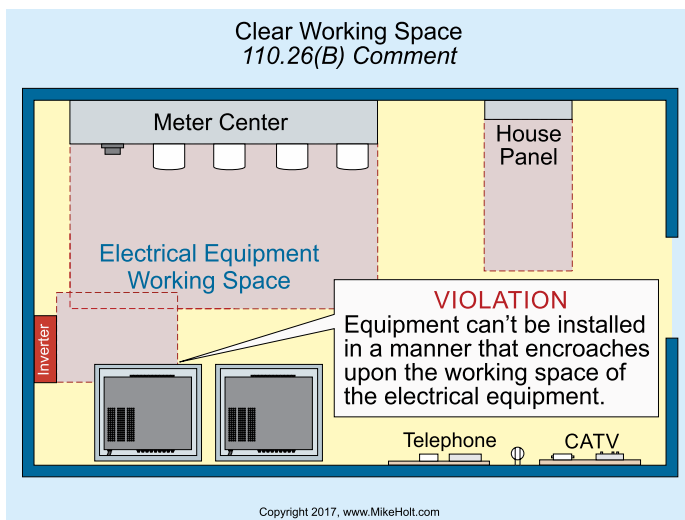 Clear Working Space
110.26(B) Comment
Meter Center
House
Panel
Electrical Equipment
Working Space
Inverter
VIOLATION
Equipment can't be installed
in a manner that encroaches
upon the working space of
the electrical equipment.
Telephone
CATV
Copyright 2017, www.MikeHolt.com